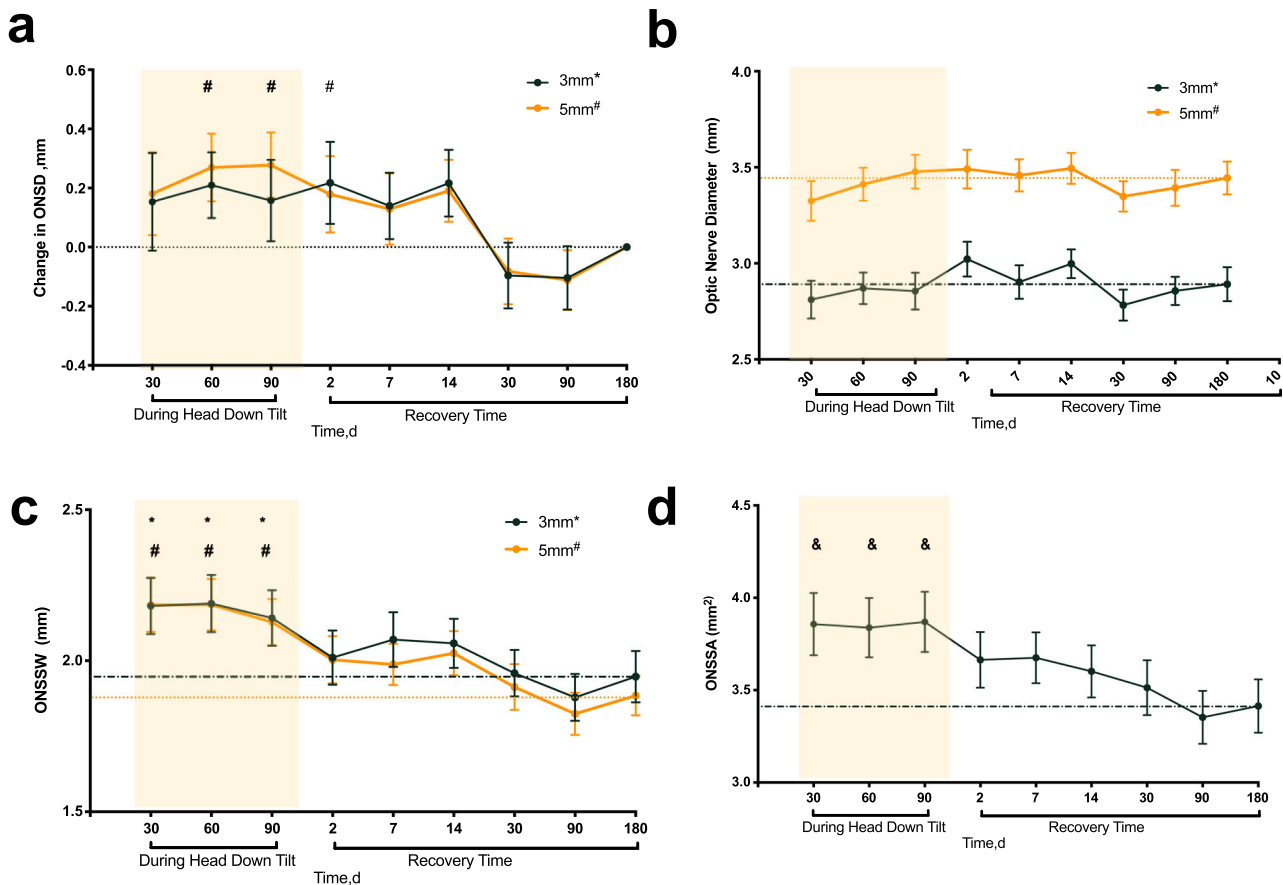 a
0.6
0.4
0.2
0.0
-0.2
-0.4
Change in ONSD ,mm
# # #
3mm*
5mm#
30 60 90 2 7 14 30 90 180
During Head Down Tilt
Recovery Time
Time,d
b
4.0
3.5
3.0
2.5
Optic Nerve Diameter (mm)
3mm*
5mm#
30 60 90 2 7 14 30 90 180 10
During Head Down Tilt
Recovery Time
Time,d
c
2.5
2.0
1.5
ONSSW (mm)
* * *
# # #
3mm*
5mm#
30 60 90 2 7 14 30 90 180
During Head Down Tilt
Recovery Time
Time,d
d
4.5
4.0
3.5
3.0
ONSSA (mm²)
& & &
30 60 90 2 7 14 30 90 180
During Head Down Tilt
Recovery Time
Time,d